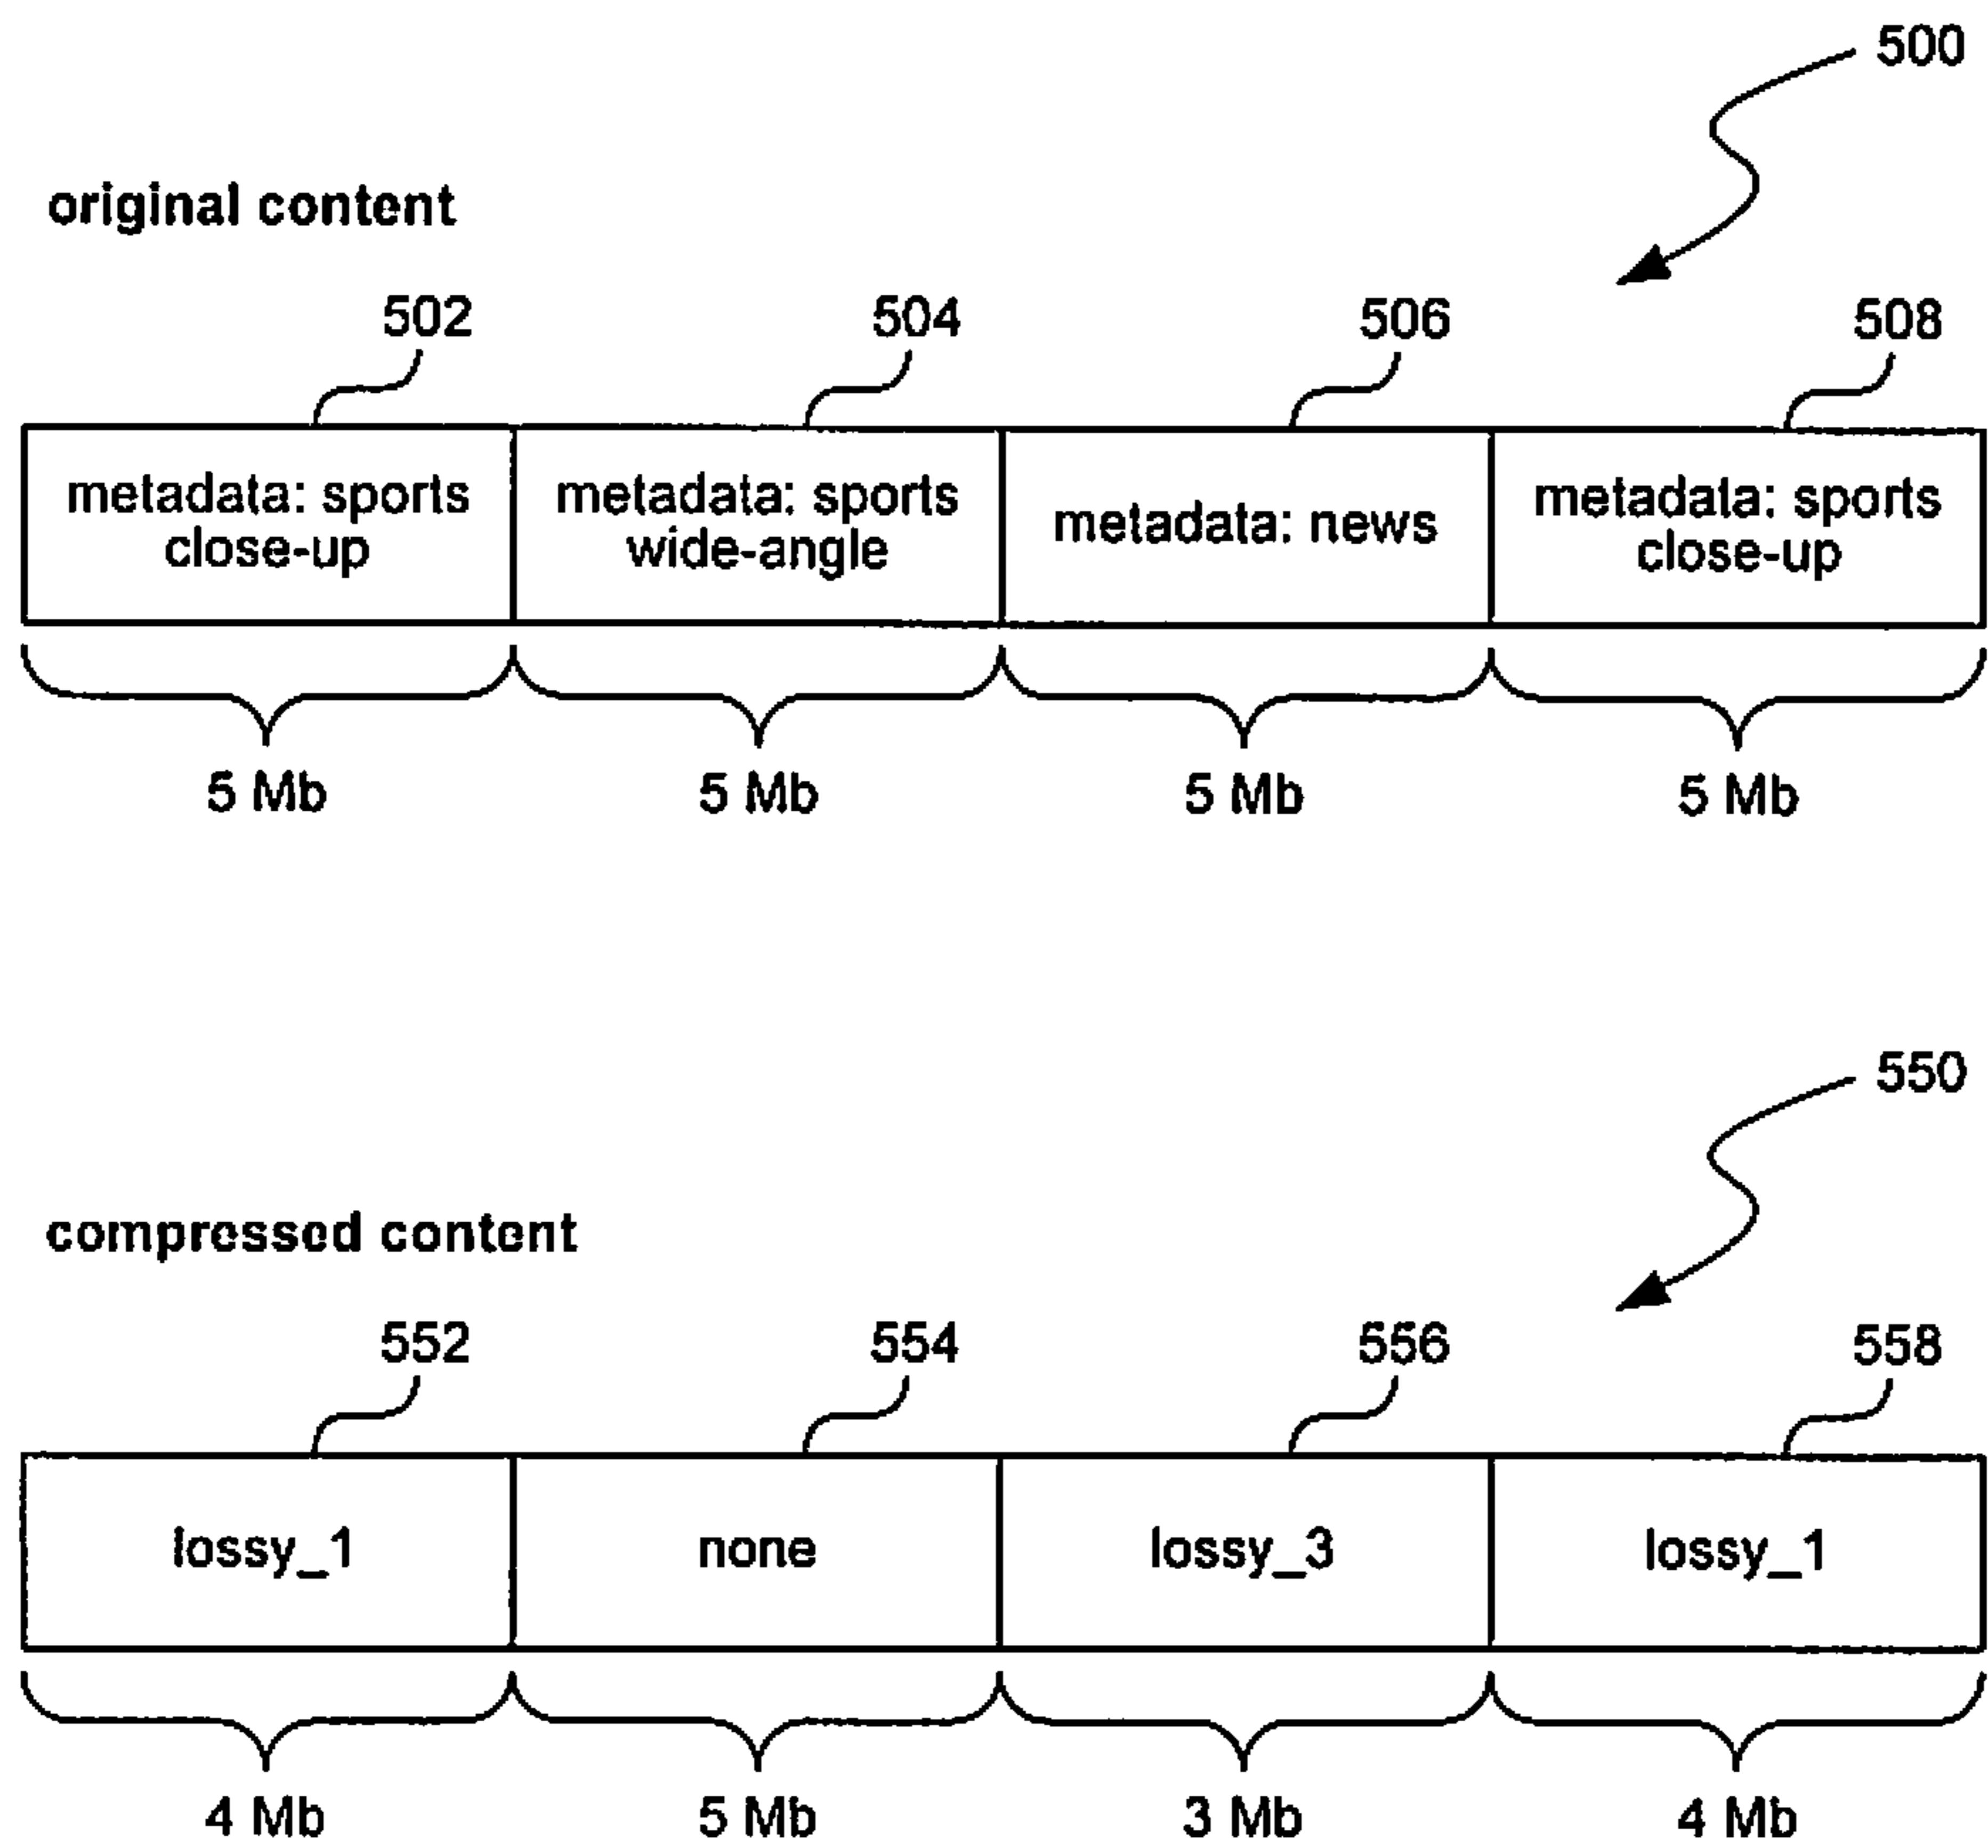 500
original content
502 504 506 508
metadata: sports close-up
metadata: sports wide-angle
metadata: news
metadata: sports close-up
5 Mb 5 Mb 5 Mb 5 Mb
550
compressed content
552 554 556 558
lossy_1 none lossy_3 lossy_1
4 Mb 5 Mb 3 Mb 4 Mb